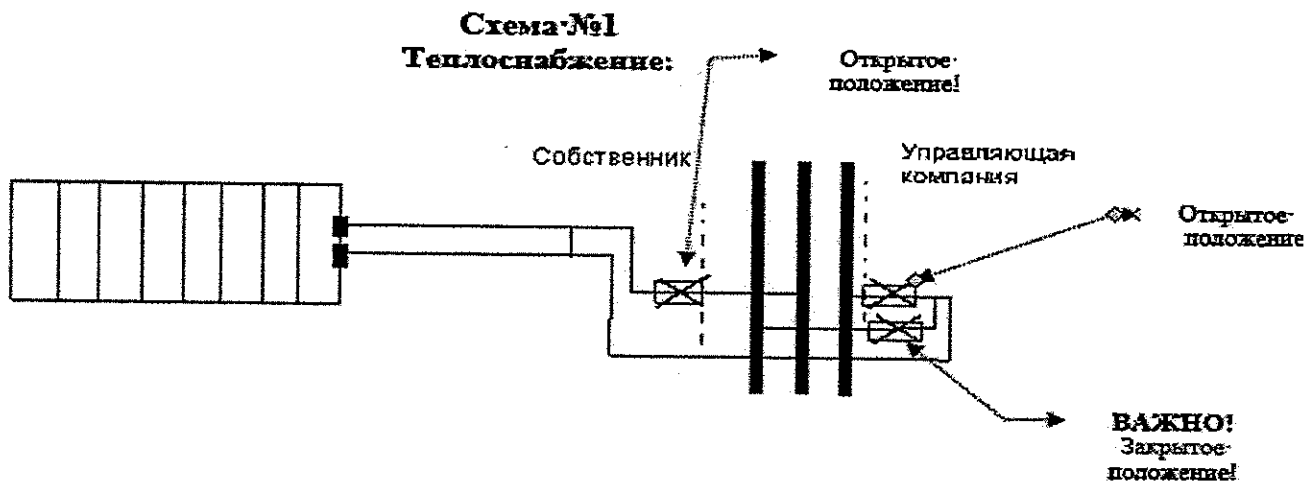 Схема·№1
Теплоснабжение:
Открытое·
положение!
Собственник
Управляющая
компания
Открытое·
положение
ВАЖНО!
Закрытое·
положение!